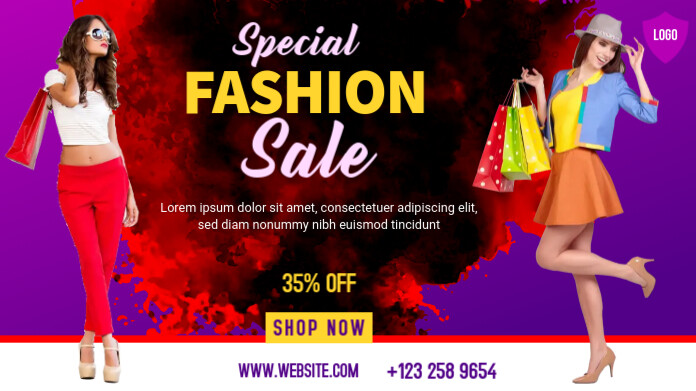 LOGO
Special
FASHION
Sale
Lorem ipsum dolor sit amet, consectetuer adipiscing elit,
sed diam nonummy nibh euismod tincidunt
35% OFF
SHOP NOW
WWW.WEBSITE.COM +123 258 9654